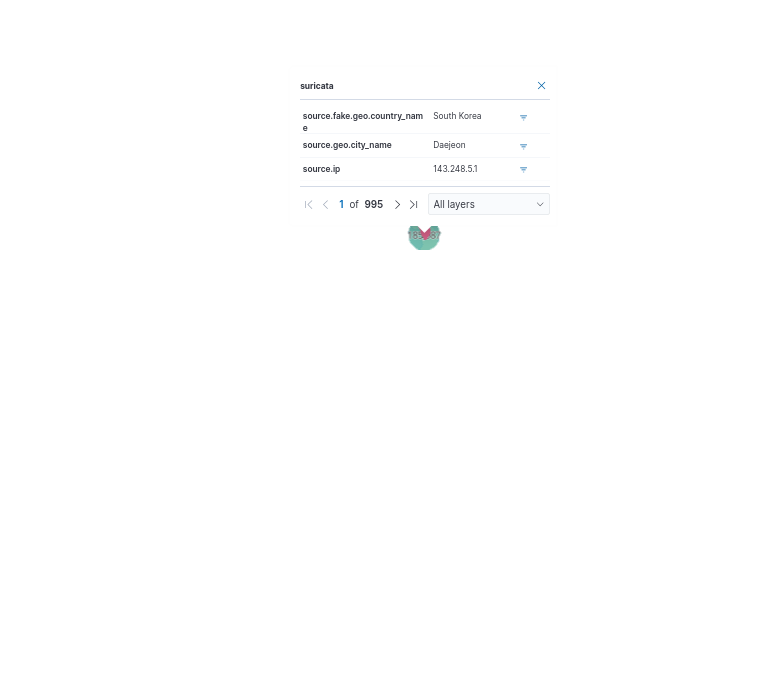 suricata
source.fake.geo.country_nam
e
South Korea
source.geo.city_name Daejeon
source.ip 143.248.5.1
1 of 995 All layers